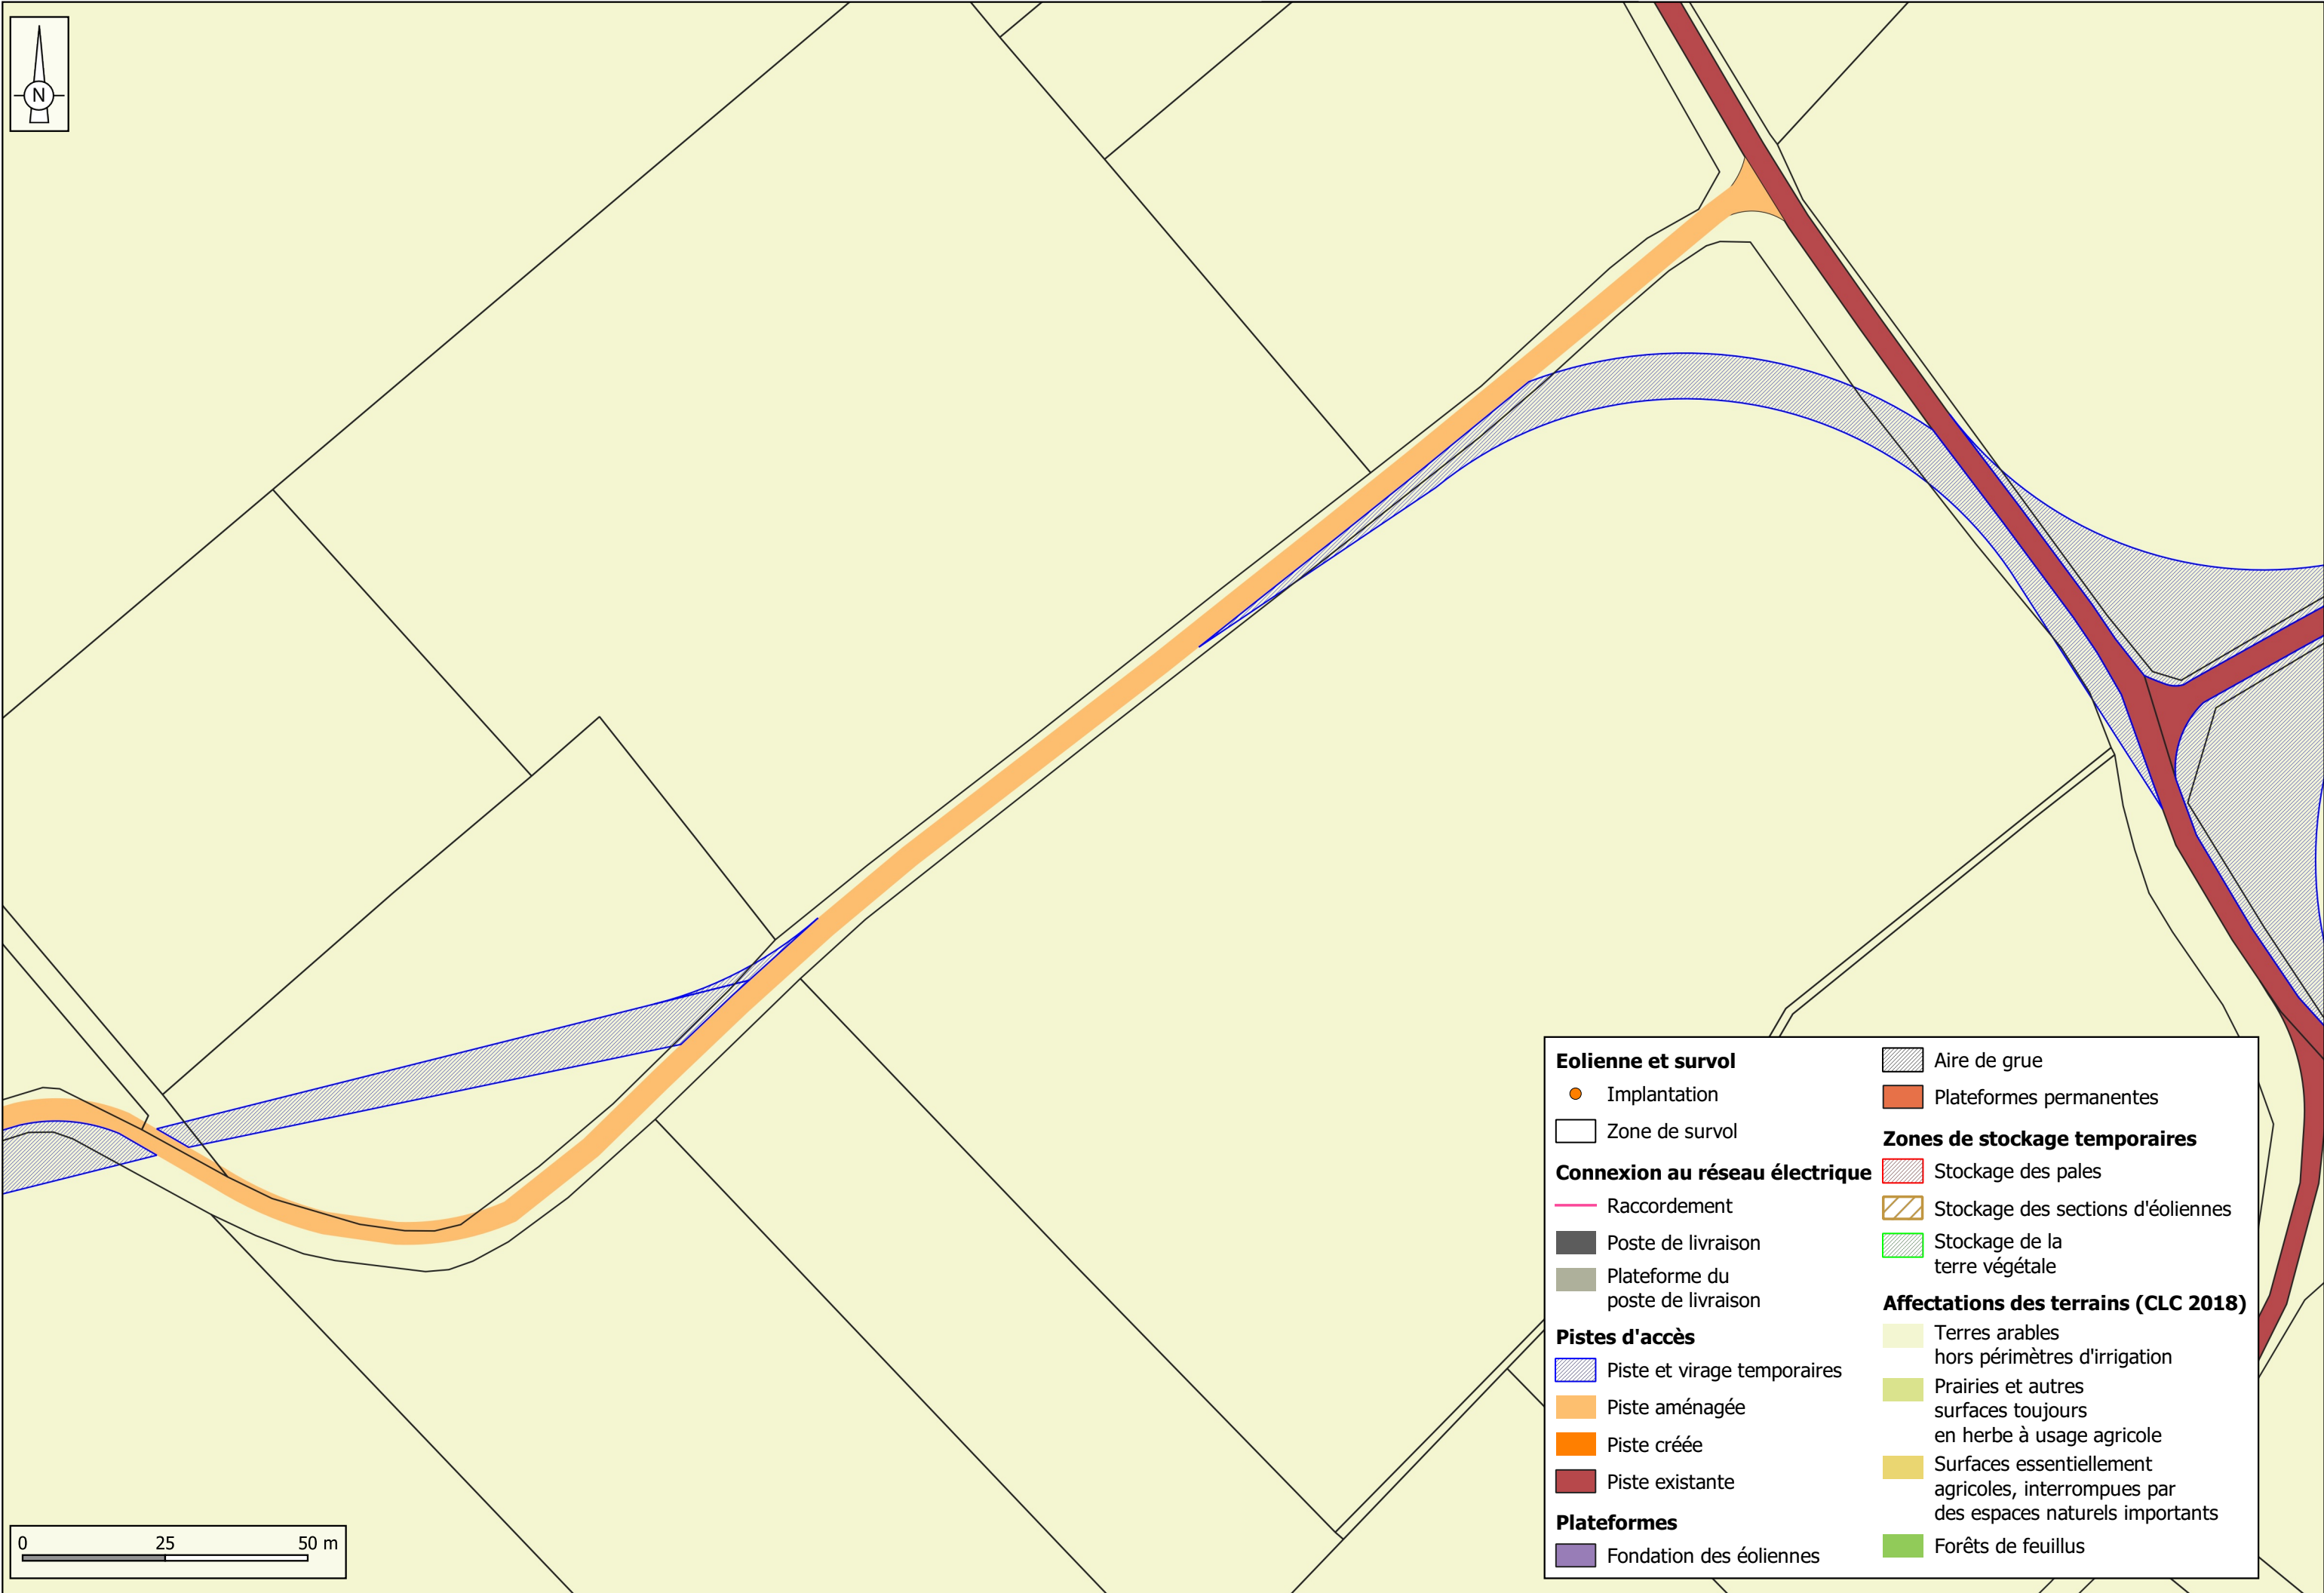 N
0 25 50 m
Eolienne et survol
Implantation
Zone de survol
Connexion au réseau électrique
Raccordement
Poste de livraison
Plateforme du
poste de livraison
Pistes d'accès
Piste et virage temporaires
Piste aménagée
Piste créée
Piste existante
Plateformes
Fondation des éoliennes
Aire de grue
Plateformes permanentes
Zones de stockage temporaires
Stockage des pales
Stockage des sections d'éoliennes
Stockage de la
terre végétale
Affectations des terrains (CLC 2018)
Terres arables
hors périmètres d'irrigation
Prairies et autres
surfaces toujours
en herbe à usage agricole
Surfaces essentiellement
agricoles, interrompues par
des espaces naturels importants
Forêts de feuillus